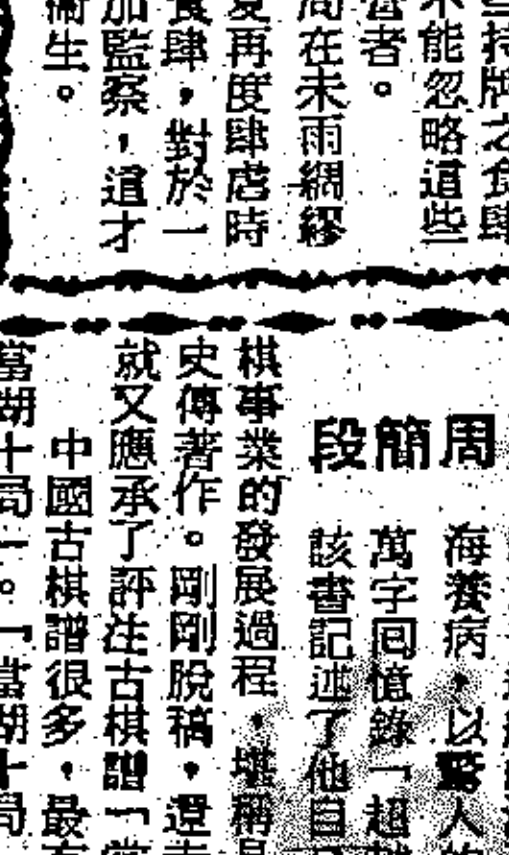 持牌之食肆
不能忽略這些
營者。
局在未雨綢繆
再度肆虐時
食肆，對於一
加監察，這才
衞生。
周簡段
海養病，以驚人的
萬字回憶錄「超越
該書記述了他自
棋事業的發展過程，堪稱是
史傳著作。剛剛脫稿，還
就又應承了評注古棋譜「當
中國古棋譜很多，最
當湖十局」。「當湖十局